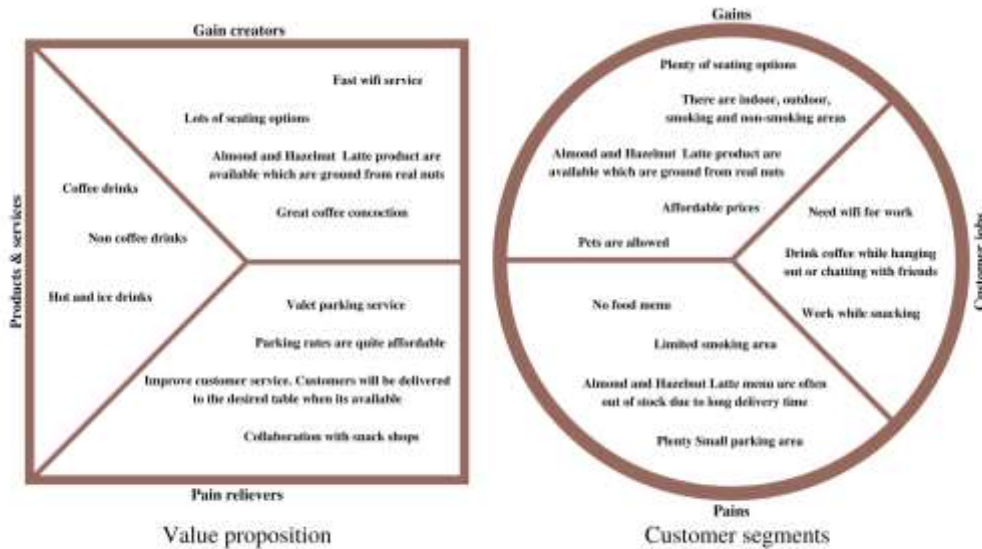 Gain creators
Fast wifi service
Lots of seating options
Almond and Hazelnut Latte product are
available which are ground from real nuts
Great coffee concoction
Products & services
Coffee drinks
Non coffee drinks
Hot and ice drinks
Valet parking service
Parking rates are quite affordable
Improve customer service. Customers will be delivered
to the desired table when its available
Collaboration with snack shops
Pain relievers
Value proposition
Gains
Plenty of seating options
There are indoor, outdoor,
smoking and non-smoking areas
Almond and Hazelnut Latte product are
available which are ground from real nuts
Affordable prices
Pets are allowed
Customer jobs
Need wifi for work
Drink coffee while hanging
out or chatting with friends
Work while snacking
No food menu
Limited smoking area
Almond and Hazelnut Latte menu are often
out of stock due to long delivery time
Plenty Small parking area
Pains
Customer segments